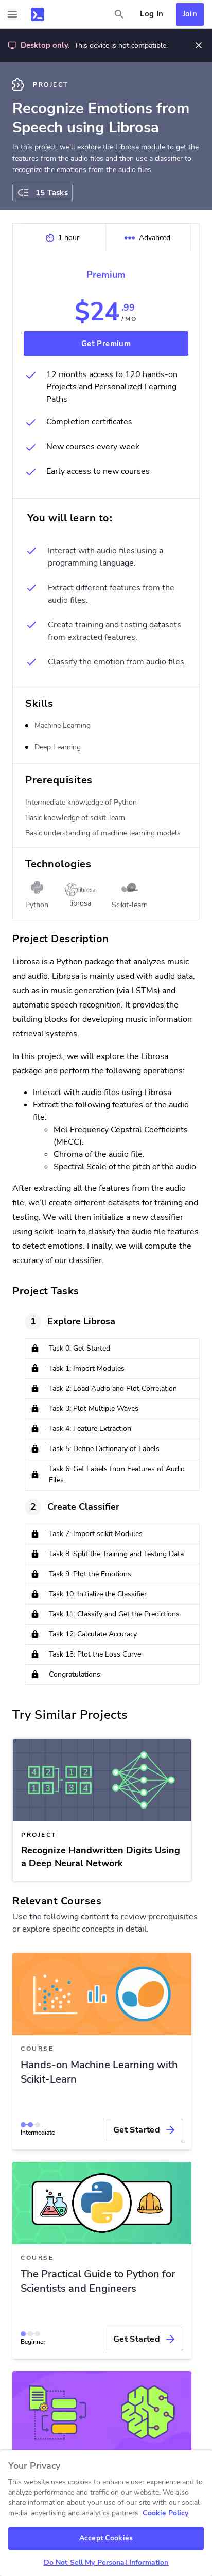 Log In
Join
Desktop only. This device is not compatible.
PROJECT
Recognize Emotions from
Speech using Librosa
In this project, we'll explore the Librosa module to get the
features from the audio files and then use a classifier to
recognize the emotions from the audio files.
15 Tasks
1 hour
Advanced
Premium
$24.99
/MO
Get Premium
12 months access to 120 hands-on
Projects and Personalized Learning
Paths
Completion certificates
New courses every week
Early access to new courses
You will learn to:
Interact with audio files using a
programming language.
Extract different features from the
audio files.
Create training and testing datasets
from extracted features.
Classify the emotion from audio files.
Skills
Machine Learning
Deep Learning
Prerequisites
Intermediate knowledge of Python
Basic knowledge of scikit-learn
Basic understanding of machine learning models
Technologies
Python
librosa
librosa
Scikit-learn
Project Description
Librosa is a Python package that analyzes music
and audio. Librosa is mainly used with audio data,
such as in music generation (via LSTMs) and
automatic speech recognition. It provides the
building blocks for developing music information
retrieval systems.
In this project, we will explore the Librosa
package and perform the following operations:
Interact with audio files using Librosa.
Extract the following features of the audio
file:
Mel Frequency Cepstral Coefficients
(MFCC).
Chroma of the audio file.
Spectral Scale of the pitch of the audio.
After extracting all the features from the audio
file, we’ll create different datasets for training and
testing. We will then initialize a new classifier
using scikit-learn to classify the audio file features
to detect emotions. Finally, we will compute the
accuracy of our classifier.
Project Tasks
1 Explore Librosa
Task 0: Get Started
Task 1: Import Modules
Task 2: Load Audio and Plot Correlation
Task 3: Plot Multiple Waves
Task 4: Feature Extraction
Task 5: Define Dictionary of Labels
Task 6: Get Labels from Features of Audio
Files
2 Create Classifier
Task 7: Import scikit Modules
Task 8: Split the Training and Testing Data
Task 9: Plot the Emotions
Task 10: Initialize the Classifier
Task 11: Classify and Get the Predictions
Task 12: Calculate Accuracy
Task 13: Plot the Loss Curve
Congratulations
Try Similar Projects
4 2 1 2
1 3 4 3
PROJECT
Recognize Handwritten Digits Using
a Deep Neural Network
Relevant Courses
Use the following content to review prerequisites
or explore specific concepts in detail.
COURSE
Hands-on Machine Learning with
Scikit-Learn
Intermediate
Get Started
COURSE
The Practical Guide to Python for
Scientists and Engineers
Beginner
Get Started
Your Privacy
This website uses cookies to enhance user experience and to
analyze performance and traffic on our website. We also
share information about your use of our site with our social
media, advertising and analytics partners. Cookie Policy
Accept Cookies
Do Not Sell My Personal Information